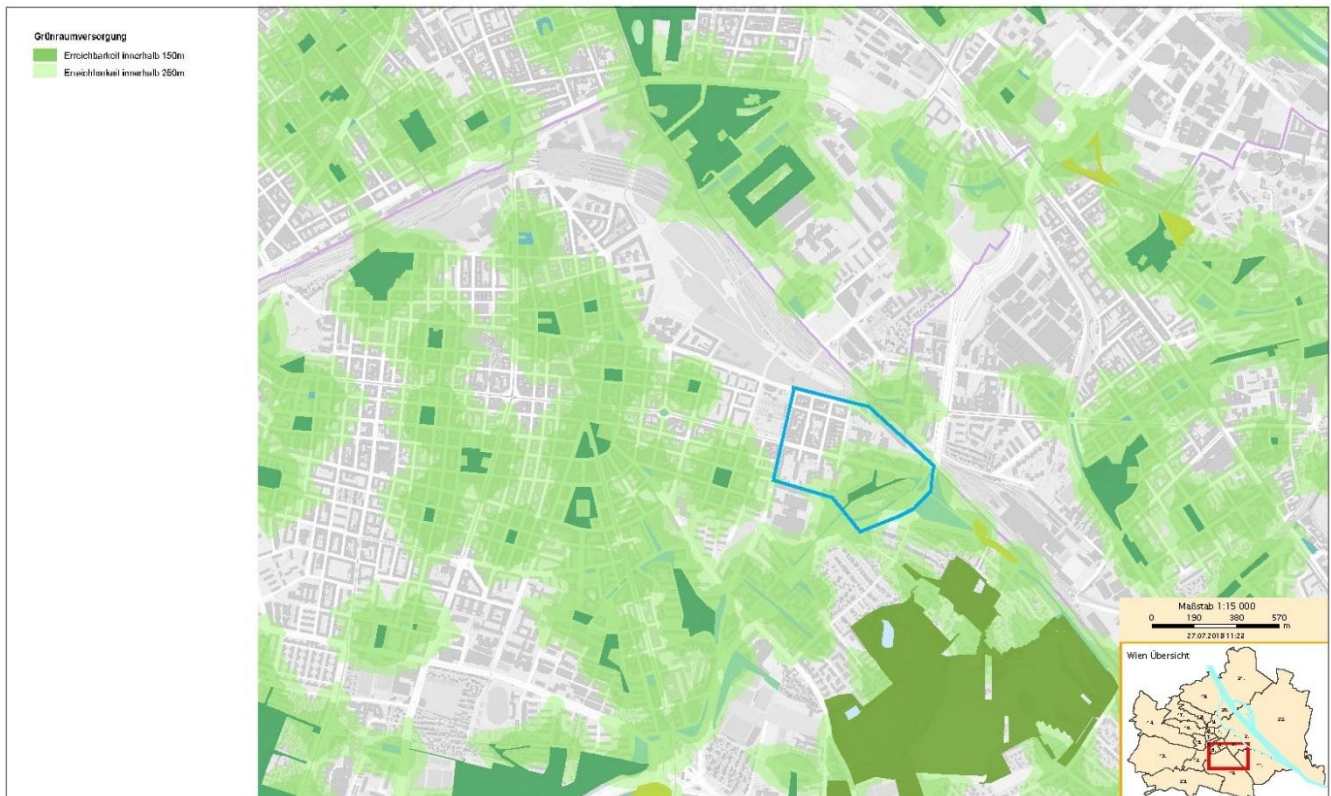 Grünraumversorgung
Erreichbarkeit innerhalb 150m
Erreichbarkeit innerhalb 250m
Maßstab 1:15 000
0 190 380 570
m
27.07.2018 11:22
Wien Übersicht